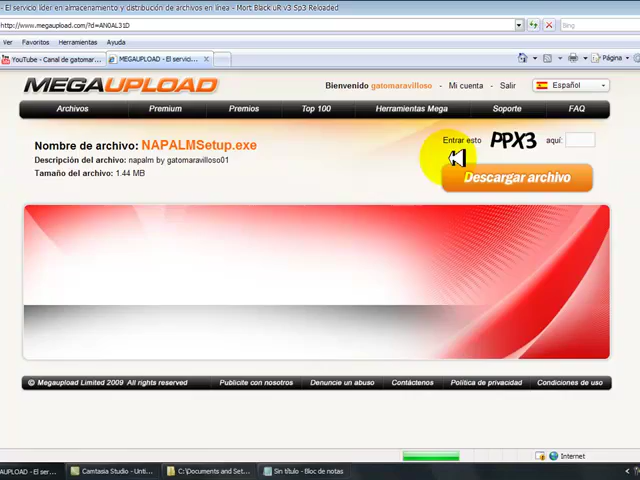 - El servicio líder en almacenamiento y distribución de archivos en línea - Mort Black uR v3 Sp3 Reloaded
http://www.megaupload.com/?d=AN0AL31D
Bing
Ver Favoritos Herramientas Ayuda
YouTube - Canal de gatomar...
MEGAUPLOAD - El servici...
Página
MEGAUPLOAD
Bienvenido gatomaravilloso - Mi cuenta - Salir
Español
Archivos Premium Premios Top 100 Herramientas Mega Soporte FAQ
Nombre de archivo: NAPALMSetup.exe
Entrar esto PPX3 aquí:
Descripción del archivo: napalm by gatomaravilloso01
Tamaño del archivo: 1.44 MB
Descargar archivo
© Megaupload Limited 2009 All rights reserved Publicite con nosotros Denuncie un abuso Contáctenos Política de privacidad Condiciones de uso
Internet
UPLOAD - El ser... Camtasia Studio - Unti... C:\Documents and Set... Sin título - Bloc de notas